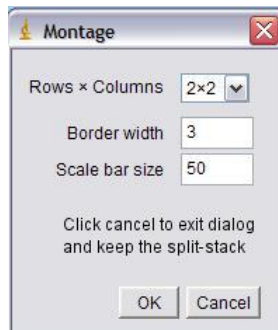 Montage
Rows × Columns 2×2
Border width 3
Scale bar size 50
Click cancel to exit dialog
and keep the split-stack
OK Cancel